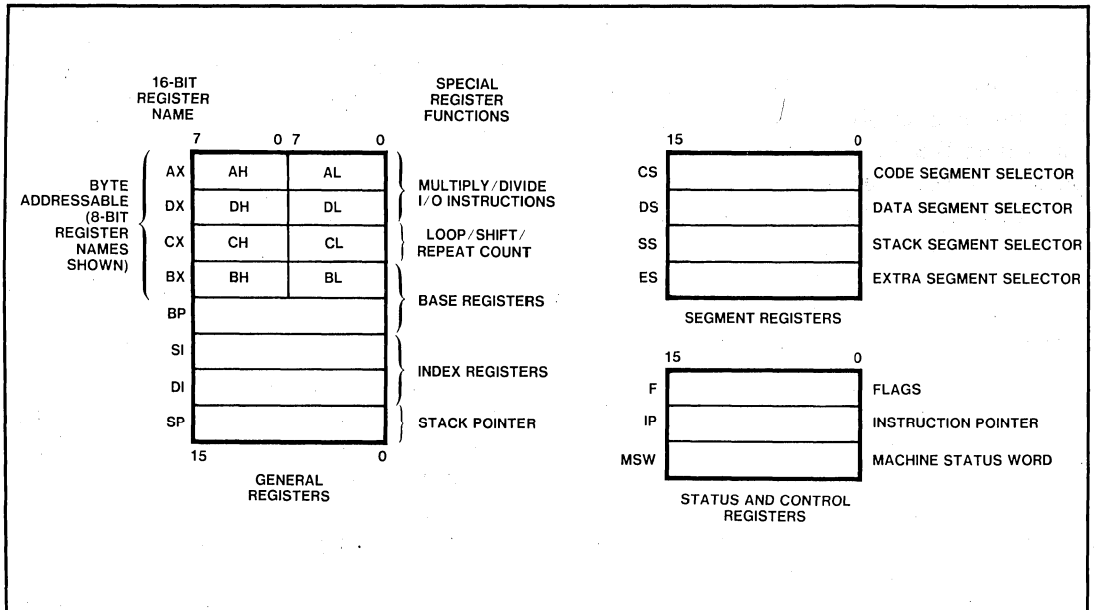 16-BIT
REGISTER
NAME
SPECIAL
REGISTER
FUNCTIONS
7 0 7 0
BYTE
ADDRESSABLE
(8-BIT
REGISTER
NAMES
SHOWN)
AX AH AL
DX DH DL
CX CH CL
BX BH BL
BP
SI
DI
SP
MULTIPLY/DIVIDE
I/O INSTRUCTIONS
LOOP/SHIFT/
REPEAT COUNT
BASE REGISTERS
INDEX REGISTERS
STACK POINTER
15 0
GENERAL
REGISTERS
15 0
CS CODE SEGMENT SELECTOR
DS DATA SEGMENT SELECTOR
SS STACK SEGMENT SELECTOR
ES EXTRA SEGMENT SELECTOR
SEGMENT REGISTERS
15 0
F FLAGS
IP INSTRUCTION POINTER
MSW MACHINE STATUS WORD
STATUS AND CONTROL
REGISTERS